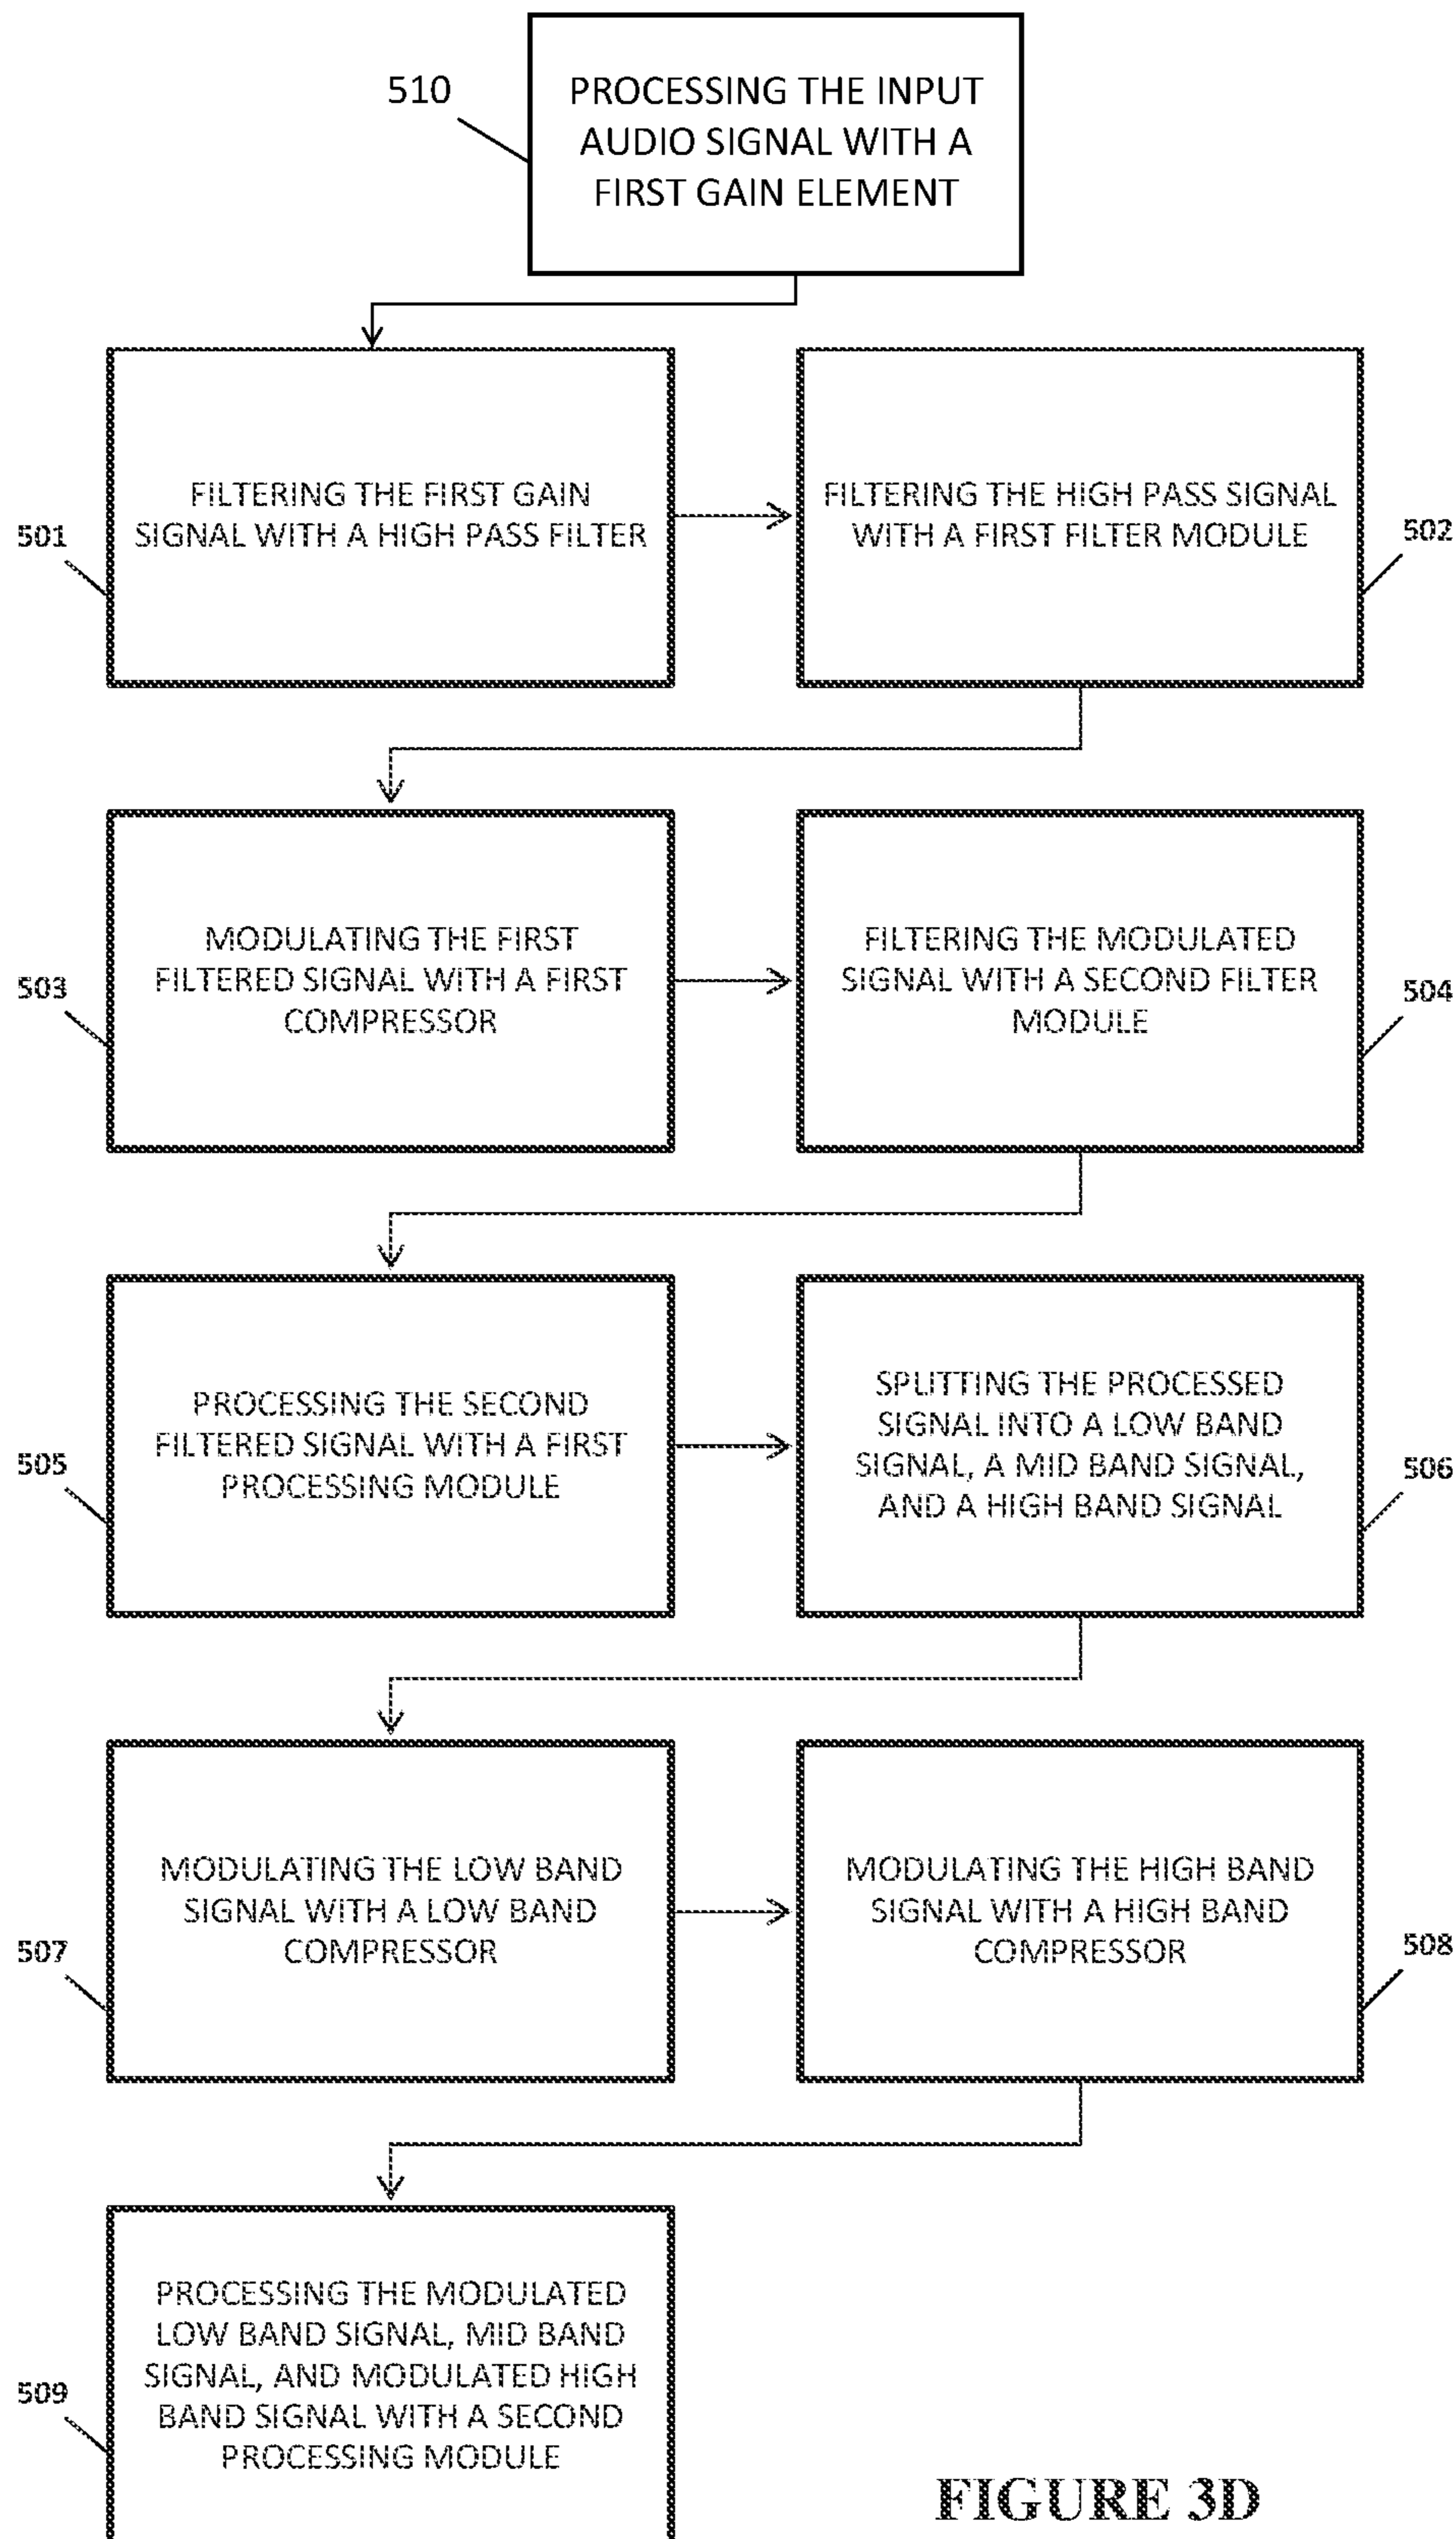 510
PROCESSING THE INPUT
AUDIO SIGNAL WITH A
FIRST GAIN ELEMENT
501
FILTERING THE FIRST GAIN
SIGNAL WITH A HIGH PASS FILTER
FILTERING THE HIGH PASS SIGNAL
WITH A FIRST FILTER MODULE
502
503
MODULATING THE FIRST
FILTERED SIGNAL WITH A FIRST
COMPRESSOR
FILTERING THE MODULATED
SIGNAL WITH A SECOND FILTER
MODULE
504
505
PROCESSING THE SECOND
FILTERED SIGNAL WITH A FIRST
PROCESSING MODULE
SPLITTING THE PROCESSED
SIGNAL INTO A LOW BAND
SIGNAL, A MID BAND SIGNAL,
AND A HIGH BAND SIGNAL
506
507
MODULATING THE LOW BAND
SIGNAL WITH A LOW BAND
COMPRESSOR
MODULATING THE HIGH BAND
SIGNAL WITH A HIGH BAND
COMPRESSOR
508
509
PROCESSING THE MODULATED
LOW BAND SIGNAL, MID BAND
SIGNAL, AND MODULATED HIGH
BAND SIGNAL WITH A SECOND
PROCESSING MODULE
FIGURE 3D